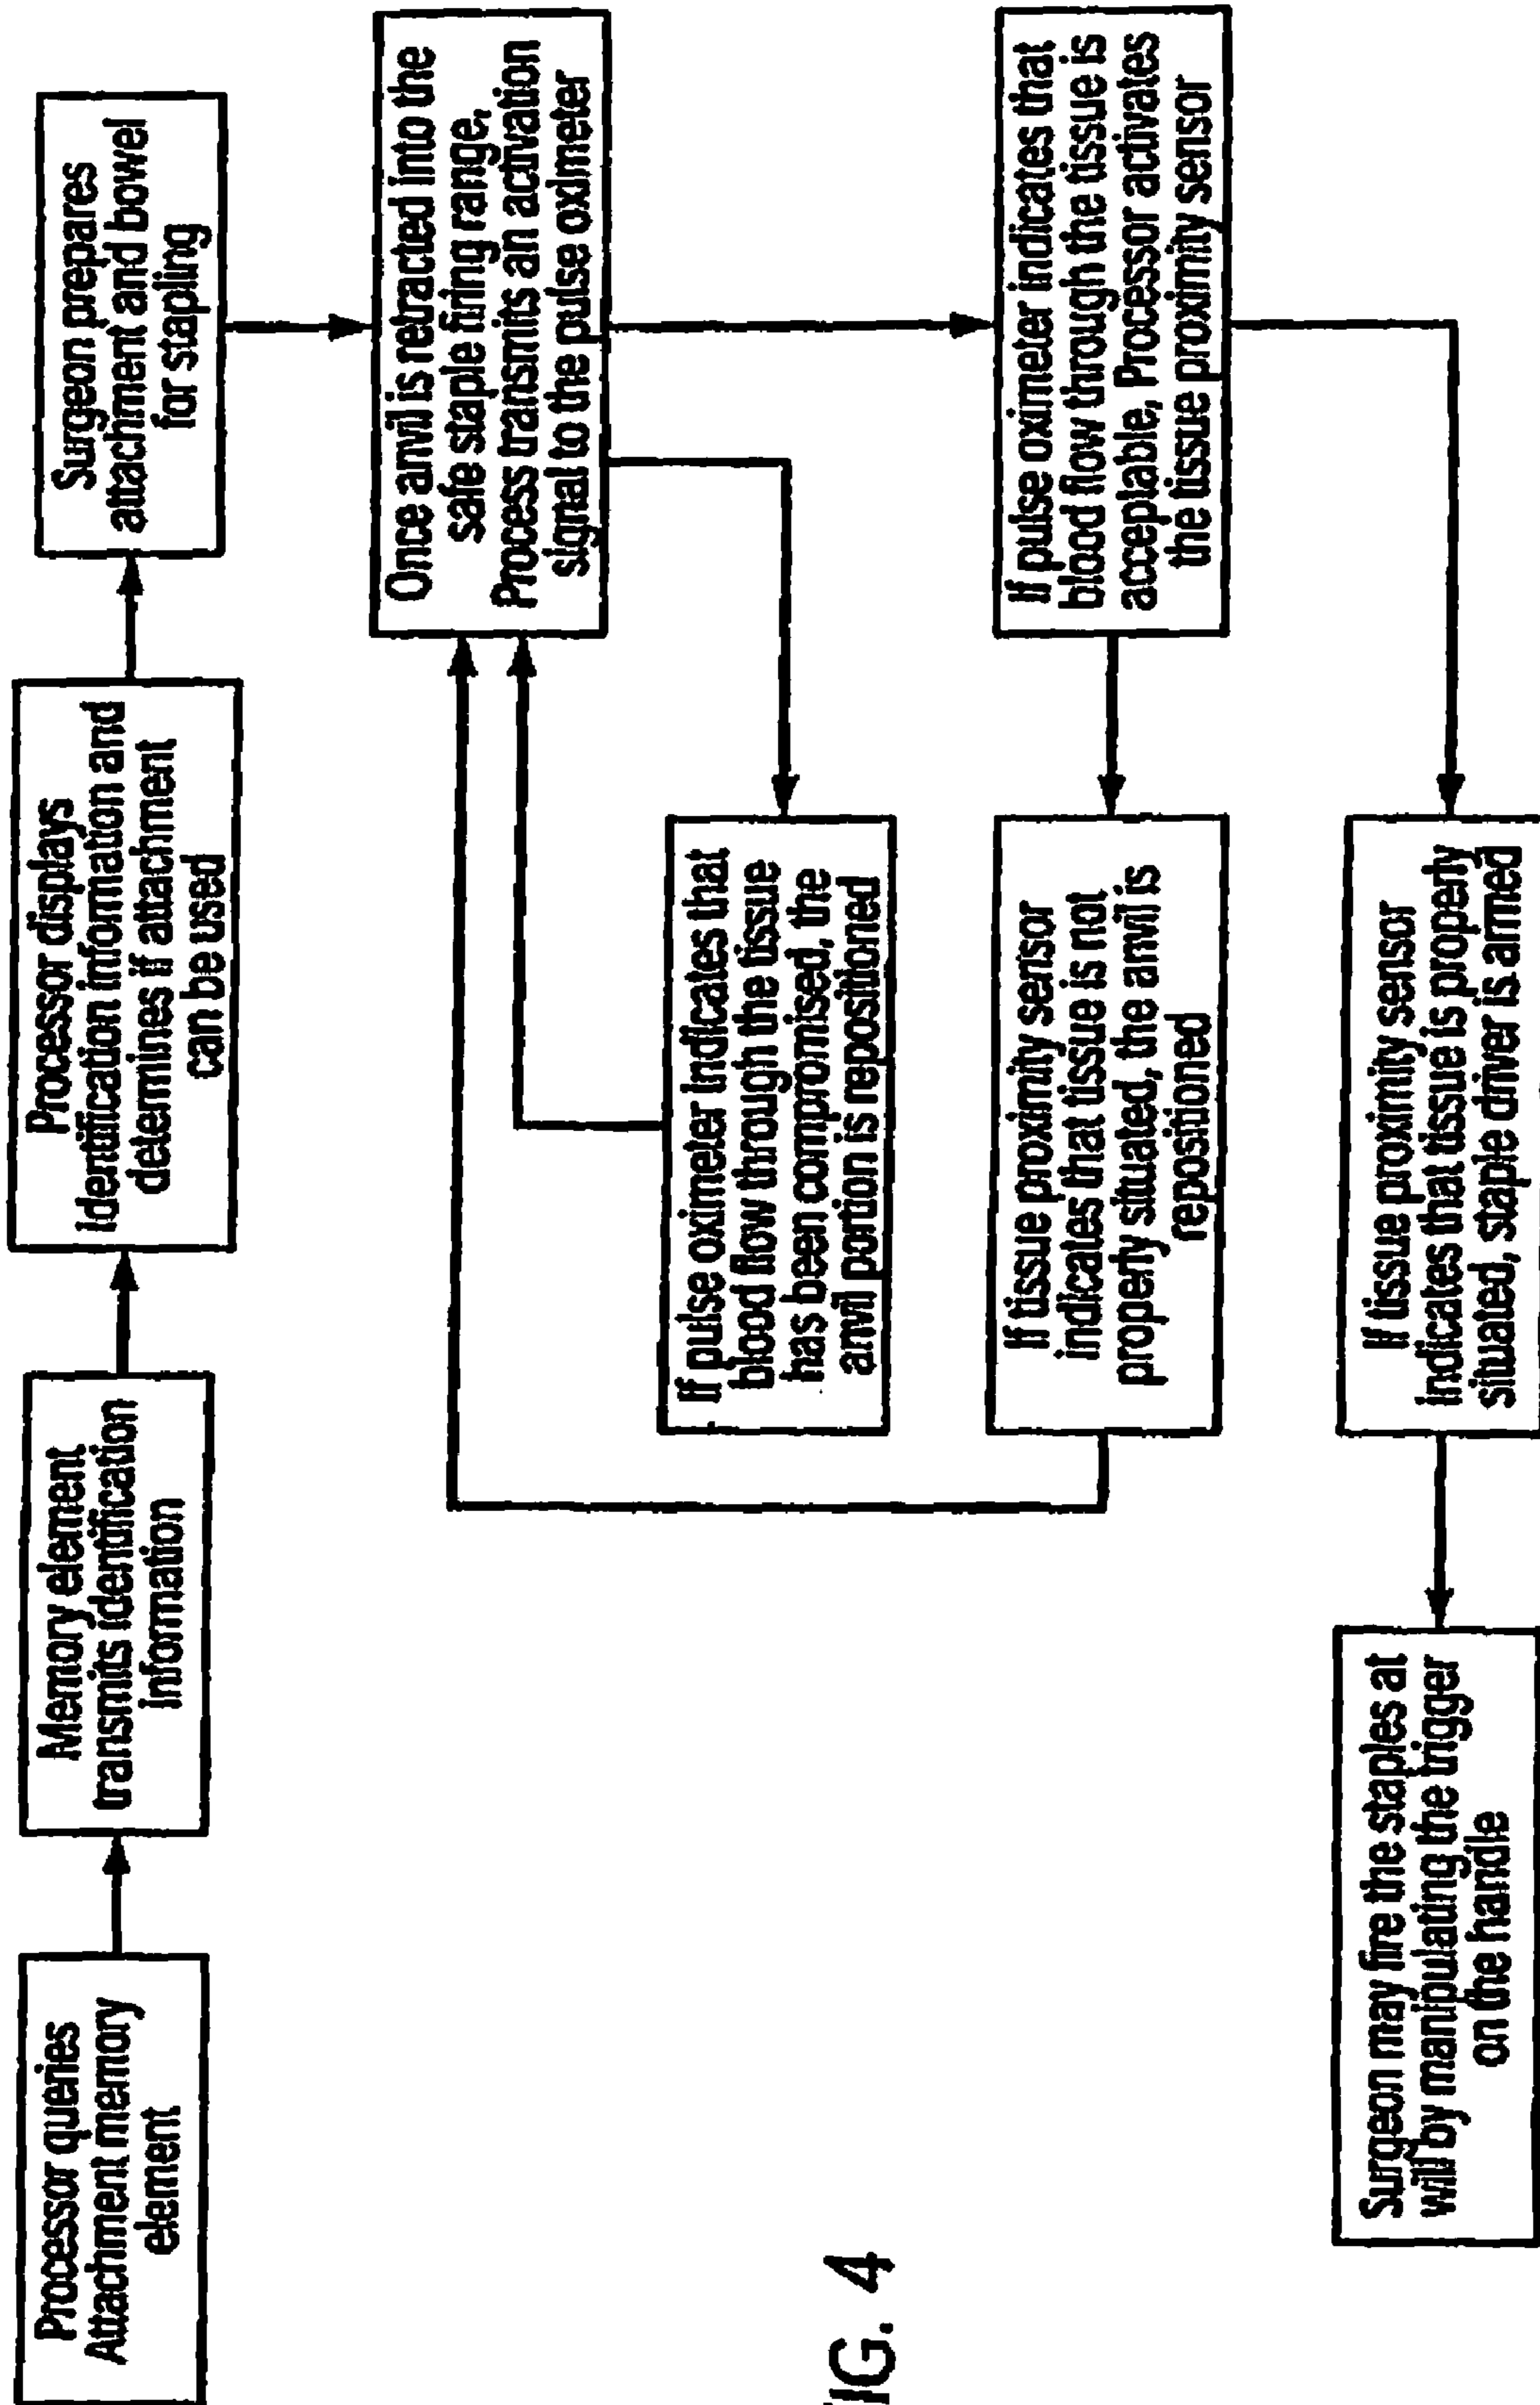 Processor queries
Attachment memory
element
Memory element
transmits identification
information
Processor displays
identification information and
determines if attachment
can be used
Surgeon prepares
attachment and bowel
for stapling
Once anvil is retracted into the
safe staple firing range,
Process transmits an activation
signal to the pulse oximeter
If pulse oximeter indicates that
blood flow through the tissue
has been compromised, the
anvil portion is repositioned
If pulse oximeter indicates that
blood flow through the tissue is
acceptable, Processor activates
the tissue proximity sensor
If tissue proximity sensor
indicates that tissue is not
properly situated, the anvil is
repositioned
If tissue proximity sensor
indicates that tissue is properly
situated, staple driver is armed
Surgeon may fire the staples at
will by manipulating the trigger
on the handle
FIG. 4